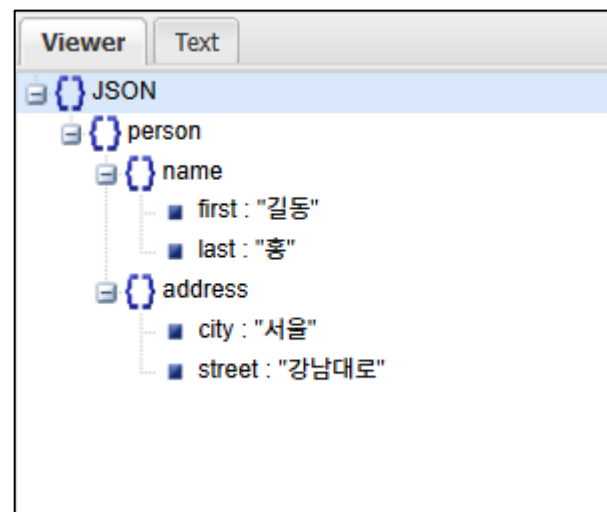 Viewer Text
JSON
person
name
first : "길동"
last : "홍"
address
city : "서울"
street : "강남대로"